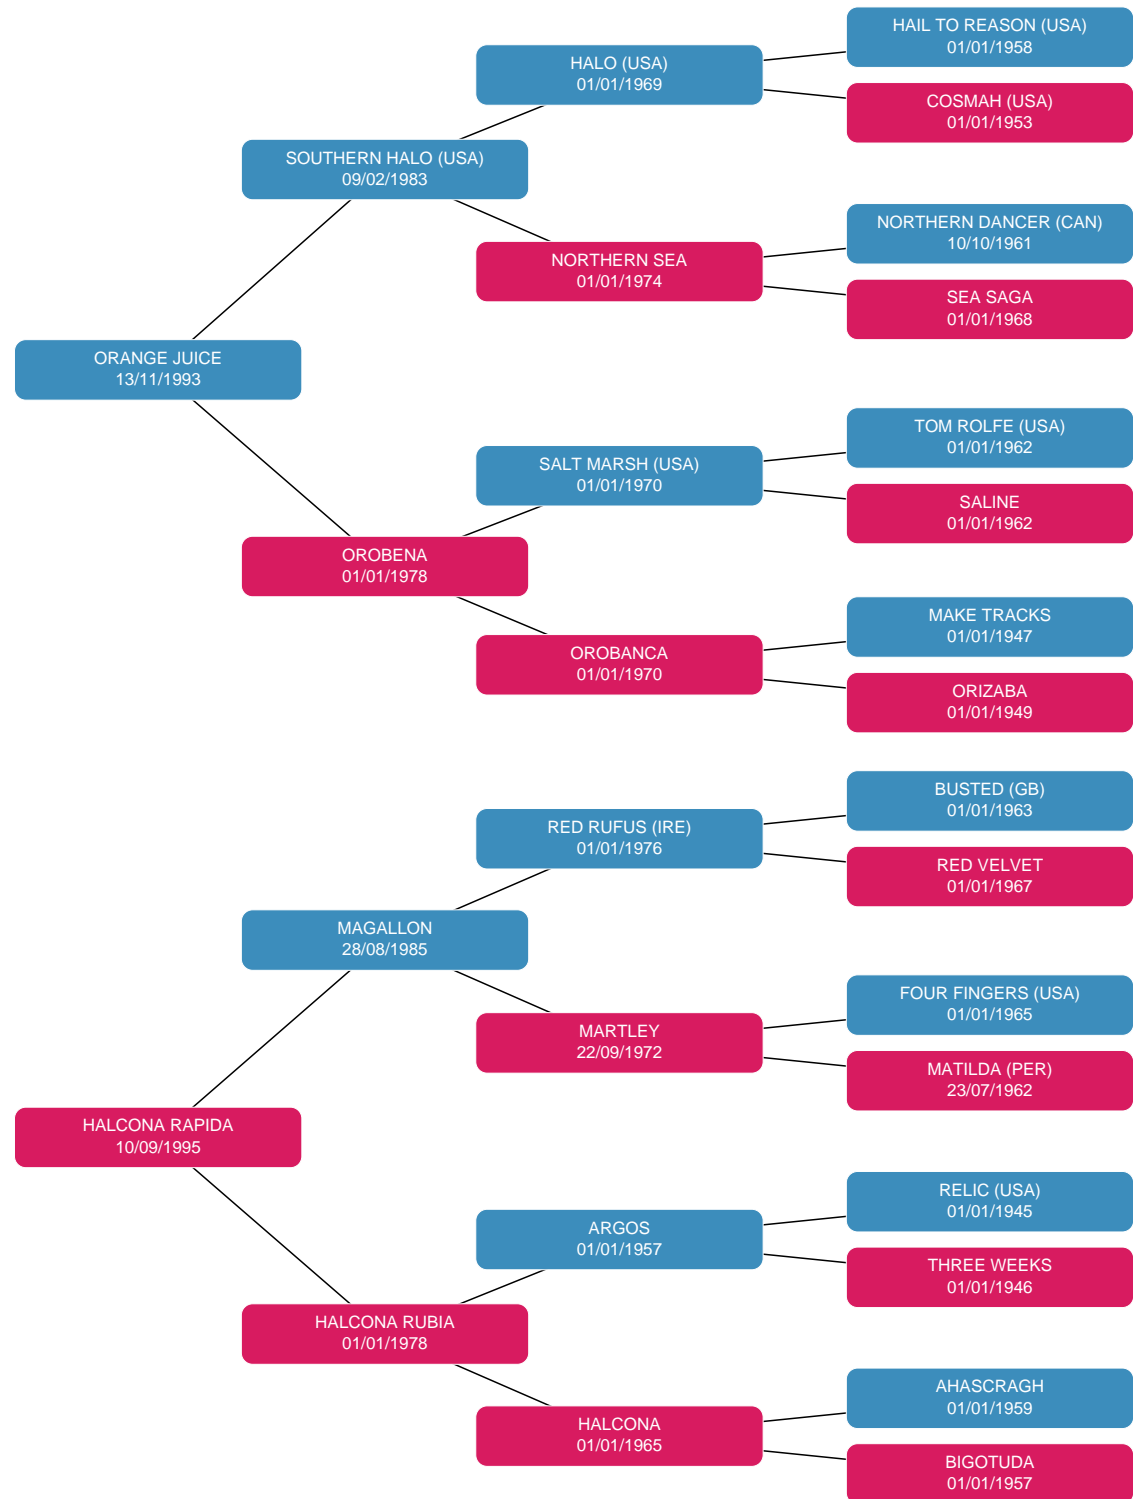 HAIL TO REASON (USA)
01/01/1958
HALO (USA)
01/01/1969
COSMAH (USA)
01/01/1953
SOUTHERN HALO (USA)
09/02/1983
NORTHERN DANCER (CAN)
10/10/1961
NORTHERN SEA
01/01/1974
SEA SAGA
01/01/1968
ORANGE JUICE
13/11/1993
TOM ROLFE (USA)
01/01/1962
SALT MARSH (USA)
01/01/1970
SALINE
01/01/1962
OROBENA
01/01/1978
MAKE TRACKS
01/01/1947
OROBANCA
01/01/1970
ORIZABA
01/01/1949
BUSTED (GB)
01/01/1963
RED RUFUS (IRE)
01/01/1976
RED VELVET
01/01/1967
MAGALLON
28/08/1985
FOUR FINGERS (USA)
01/01/1965
MARTLEY
22/09/1972
MATILDA (PER)
23/07/1962
HALCONA RAPIDA
10/09/1995
RELIC (USA)
01/01/1945
ARGOS
01/01/1957
THREE WEEKS
01/01/1946
HALCONA RUBIA
01/01/1978
AHASCRAGH
01/01/1959
HALCONA
01/01/1965
BIGOTUDA
01/01/1957